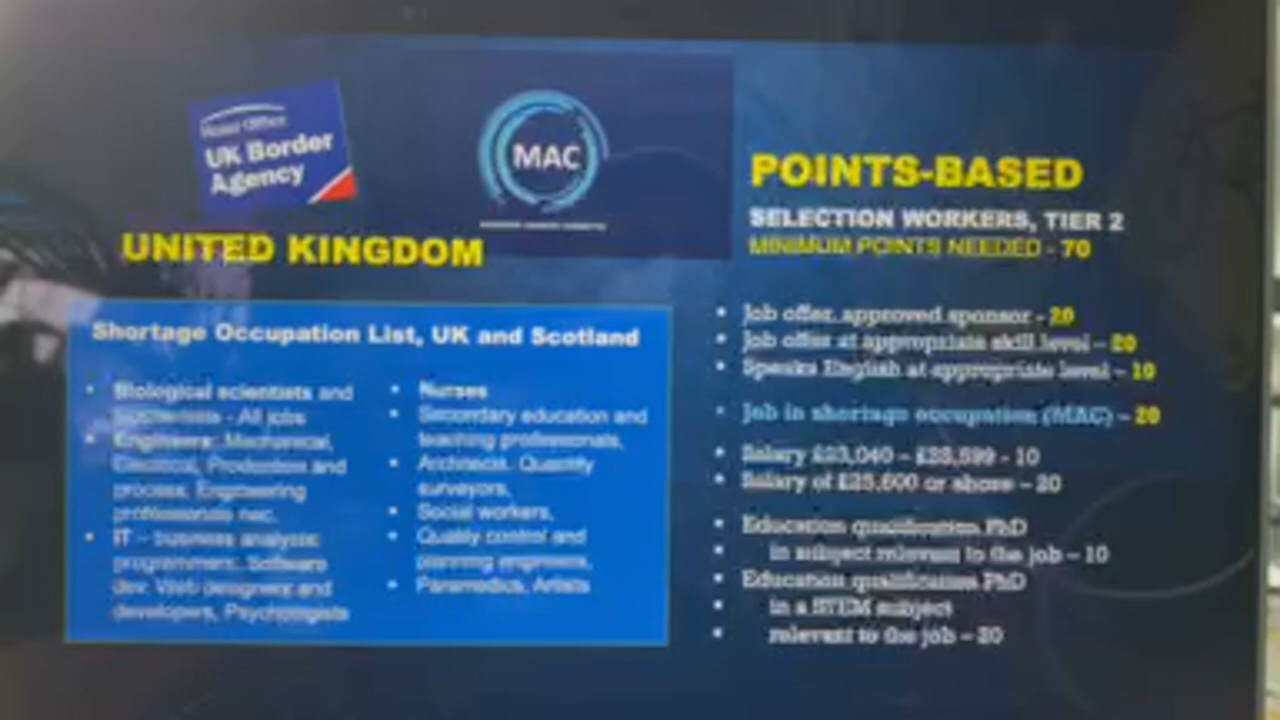 Home Office
UK Border
Agency
MAC
UNITED KINGDOM
Shortage Occupation List, UK and Scotland
• Biological scientists and
biochemists - All jobs
• Engineers: Mechanical,
Electrical, Production and
process, Engineering
professionals nec.
• IT – business analysts
programmers, Software
dev. Web designers and
developers, Psychologists
• Nurses
• Secondary education and
teaching professionals,
• Architects, Quantity
surveyors,
• Social workers,
• Quality control and
planning engineers,
• Paramedics, Artists
POINTS-BASED
SELECTION WORKERS, TIER 2
MINIMUM POINTS NEEDED - 70
• Job offer, approved sponsor - 20
• Job offer at appropriate skill level – 20
• Speaks English at appropriate level – 10
• Job in shortage occupation (MAC) – 20
• Salary £23,040 – £25,599 - 10
• Salary of £25,600 or above – 20
• Education qualification PhD
• in subject relevant to the job – 10
• Education qualification PhD
• in a STEM subject
• relevant to the job – 20